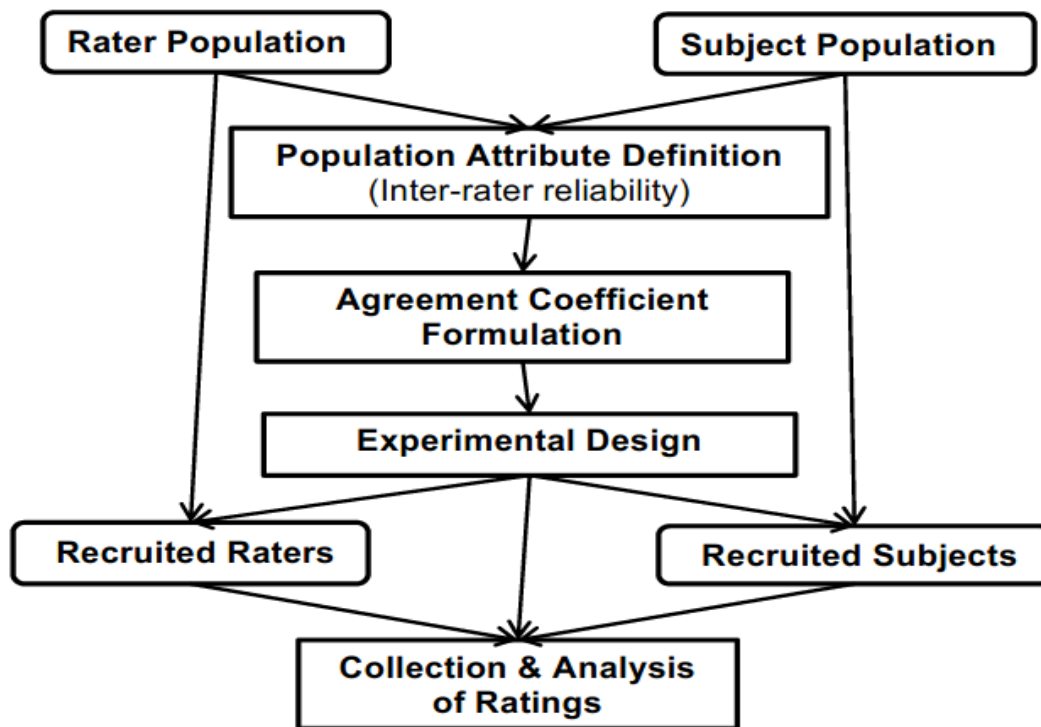 Rater Population
Subject Population
Population Attribute Definition
(Inter-rater reliability)
Agreement Coefficient
Formulation
Experimental Design
Recruited Raters
Recruited Subjects
Collection & Analysis
of Ratings